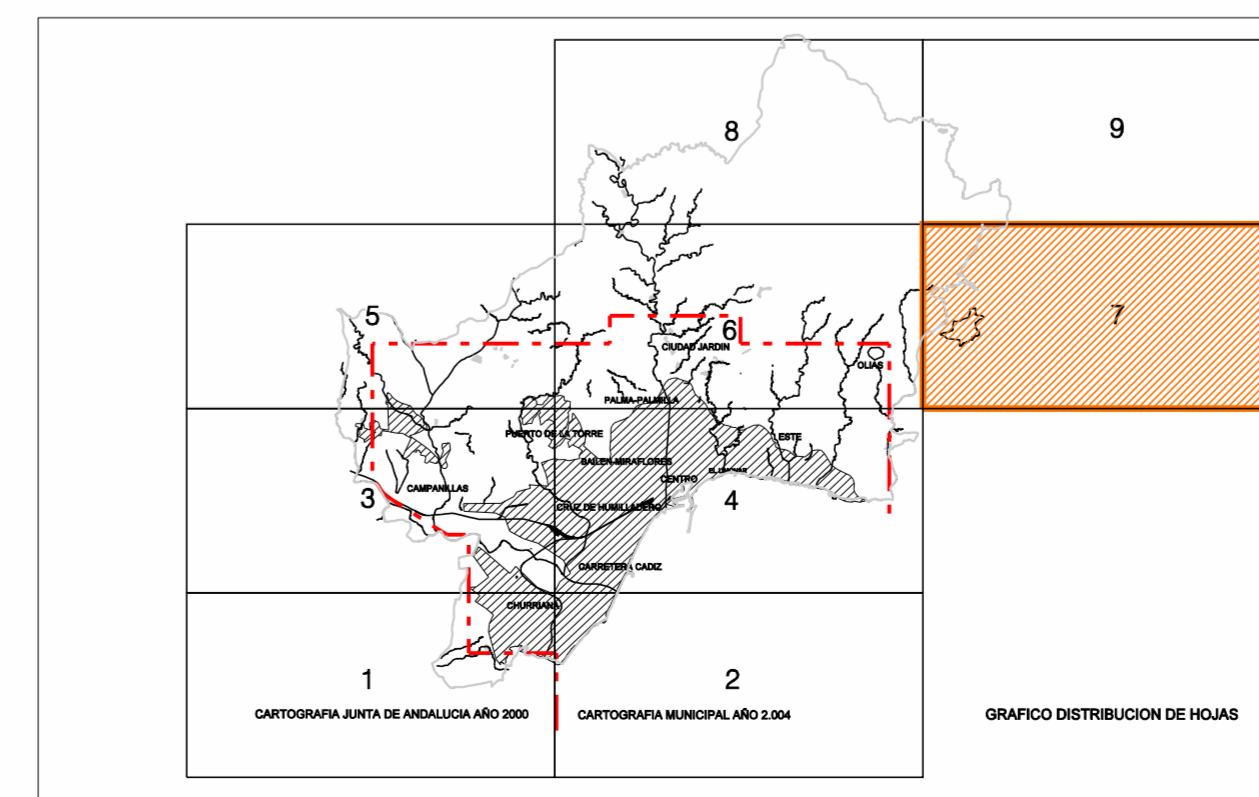 8
9
5
6
7
CIUDAD JARDIN
OLIAS
PALMA-PALMILLA
PUERTO DE LA TORRE
ESTE
BAILEN-MIRAFLORES
CENTRO
CAMPANILLAS
3
4
CRUZ DE HUMILLADERO
CARRETERA CADIZ
CHURRIANA
1
2
CARTOGRAFIA JUNTA DE ANDALUCIA AÑO 2000
CARTOGRAFIA MUNICIPAL AÑO 2.004
GRAFICO DISTRIBUCION DE HOJAS